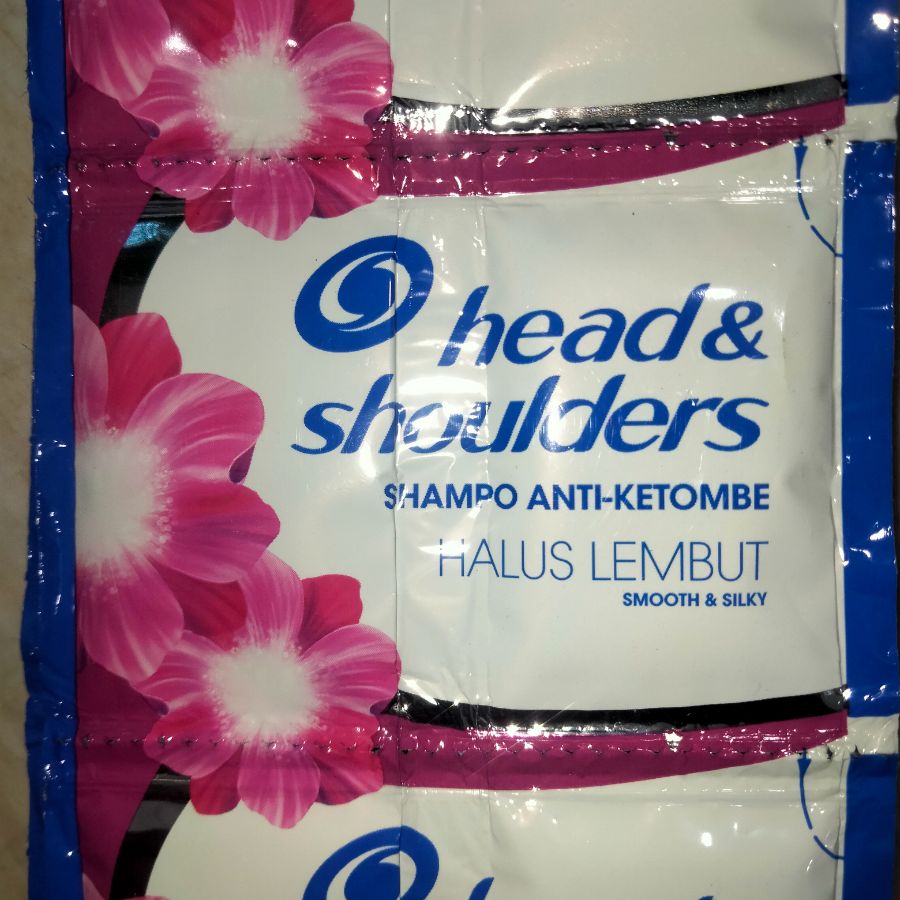 head &
shoulders
SHAMPO ANTI-KETOMBE
HALUS LEMBUT
SMOOTH & SILKY